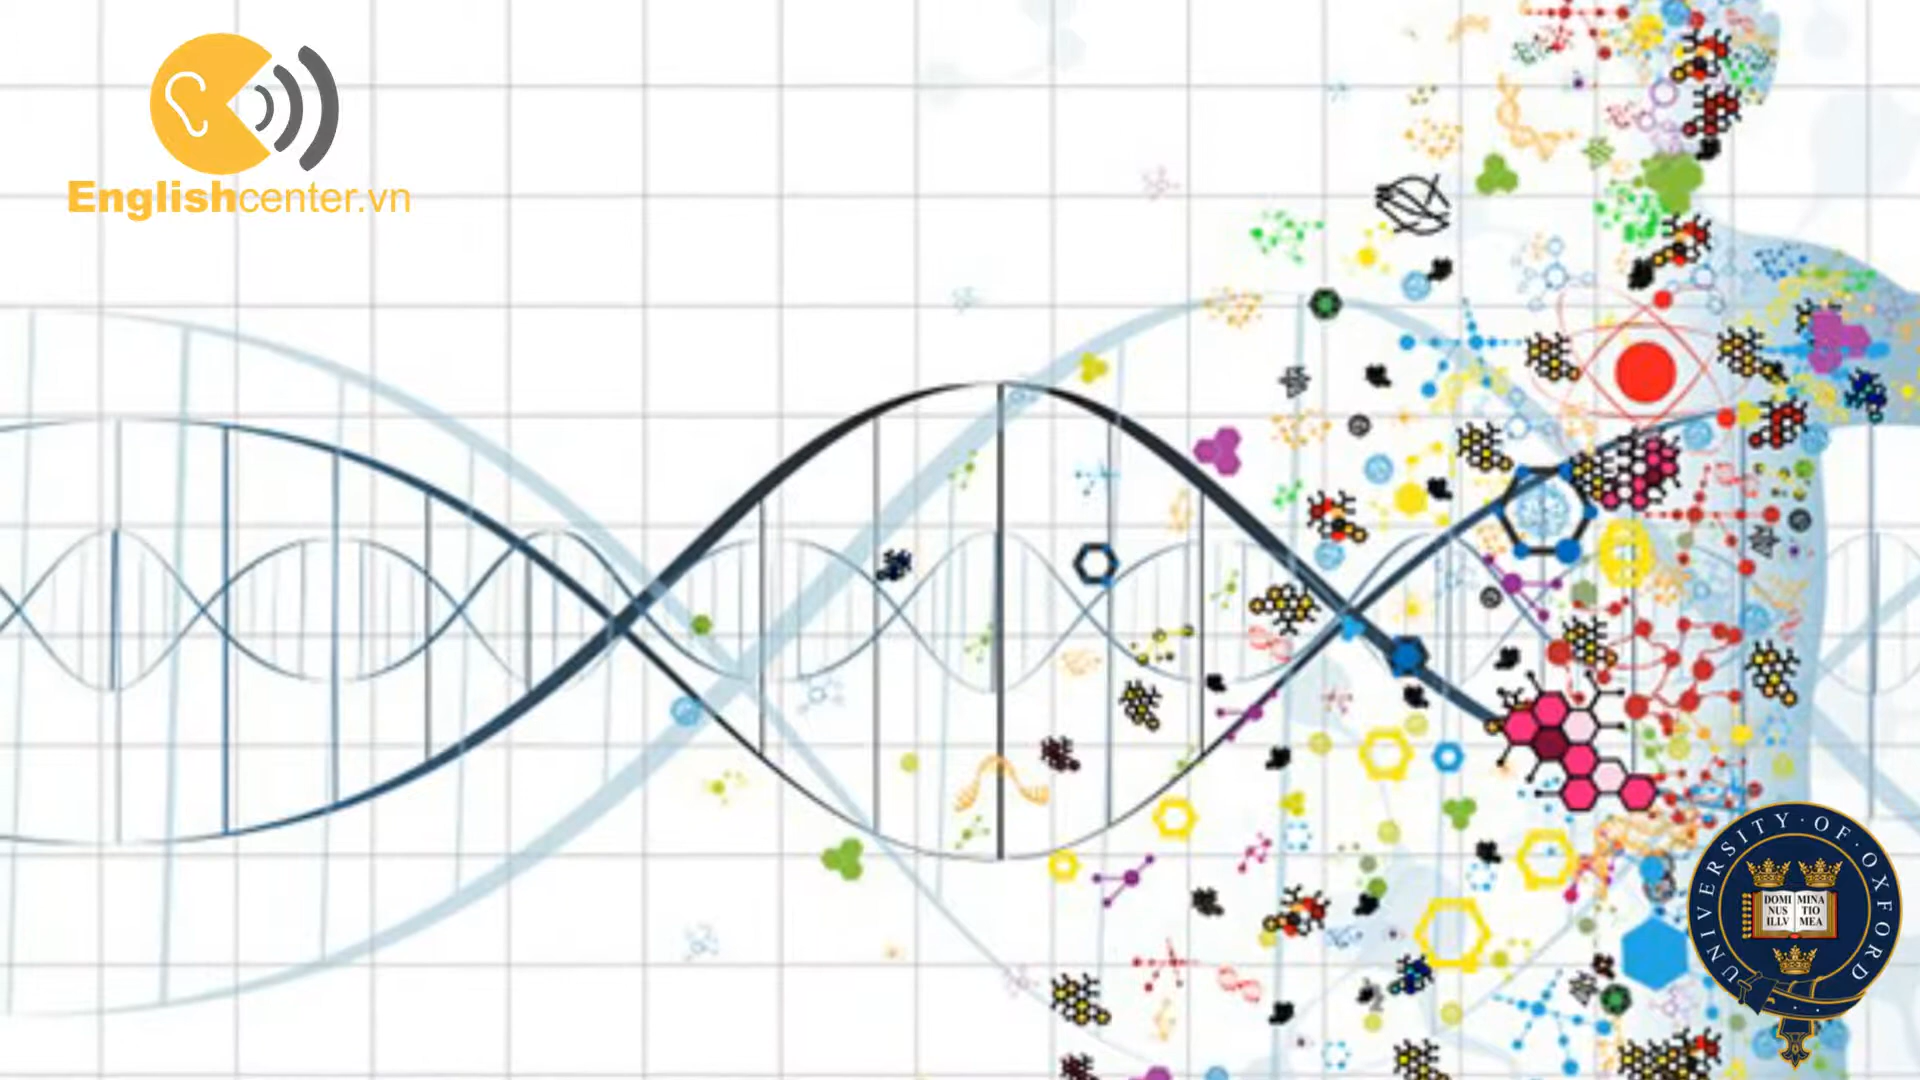 Englishcenter.vn
UNIVERSITY · OF · OXFORD
DOMI MINA
NUS TIO
ILLV MEA